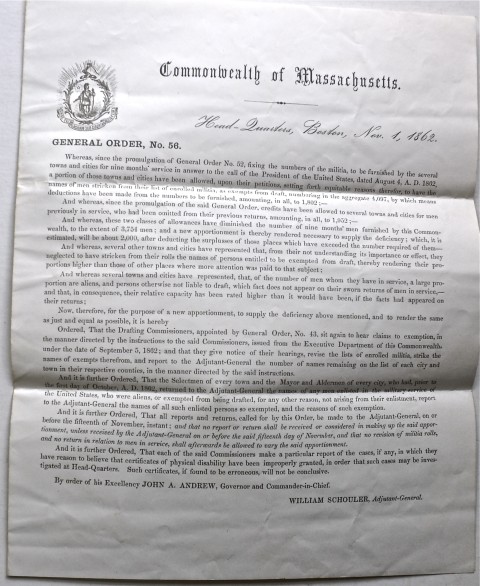 Commonwealth of Massachusetts.
Head-Quarters, Boston, Nov. 1, 1862.
GENERAL ORDER, No. 56.
Whereas, since the promulgation of General Order No. 52, fixing the numbers of the militia, to be furnished by the several
towns and cities for nine months' service in answer to the call of the President of the United States, dated August 4, A. D. 1862,
a portion of those towns and cities have been allowed, upon their petitions, setting forth equitable reasons therefor, to have the
names of men stricken from their list of enrolled militia, as exempts from draft, numbering in the aggregate 4,097, by which means
deductions have been made from the numbers to be furnished, amounting, in all, to 1,802 ;—
And whereas, since the promulgation of the said General Order, credits have been allowed to several towns and cities for men
previously in service, who had been omitted from their previous returns, amounting, in all, to 1,952 ;—
And whereas, these two classes of allowances have diminished the number of nine months' men furnished by this Common-
wealth, to the extent of 3,754 men; and a new apportionment is thereby rendered necessary to supply the deficiency; which, it is
estimated, will be about 2,000, after deducting the surpluses of those places which have exceeded the number required of them—
And whereas, several other towns and cities have represented that, from their not understanding its importance or effect, they
neglected to have stricken from their rolls the names of persons entitled to be exempted from draft, thereby rendering their pro-
portions higher than those of other places where more attention was paid to that subject;
And whereas several towns and cities have represented, that, of the number of men whom they have in service, a large pro-
portion are aliens, and persons otherwise not liable to draft, which fact does not appear on their sworn returns of men in service,—
and that, in consequence, their relative capacity has been rated higher than it would have been, if the facts had appeared on
their returns;
Now, therefore, for the purpose of a new apportionment, to supply the deficiency above mentioned, and to render the same
as just and equal as possible, it is hereby
Ordered, That the Drafting Commissioners, appointed by General Order, No. 43, sit again to hear claims to exemption, in
the manner directed by the instructions to the said Commissioners, issued from the Executive Department of this Commonwealth
under the date of September 5, 1862; and that they give notice of their hearings, revise the lists of enrolled militia, strike the
names of exempts therefrom, and report to the Adjutant-General the number of names remaining on the list of each city and
town in their respective counties, in the manner directed by the said instructions.
And it is further Ordered, That the Selectmen of every town and the Mayor and Aldermen of every city, who had, prior to
the first day of October, A. D. 1862, returned to the Adjutant-General the names of any men enlisted in the military service of
the United States, who were aliens, or exempted from being drafted, for any other reason, not arising from their enlistment, report
to the Adjutant-General the names of all such enlisted persons so exempted, and the reasons of such exemption.
And it is further Ordered, That all reports and returns, called for by this Order, be made to the Adjutant-General, on or
before the fifteenth of November, instant; and that no report or return shall be received or considered in making up the said appor-
tionment, unless received by the Adjutant-General on or before the said fifteenth day of November, and that no revision of militia rolls,
and no return in relation to men in service, shall afterwards be allowed to vary the said apportionment.
And it is further Ordered, That each of the said Commissioners make a particular report of the cases, if any, in which they
have reason to believe that certificates of physical disability have been improperly granted, in order that such cases may be inves-
tigated at Head-Quarters. Such certificates, if found to be erroneous, will not be conclusive.
By order of his Excellency JOHN A. ANDREW, Governor and Commander-in-Chief.
WILLIAM SCHOULER, Adjutant-General.